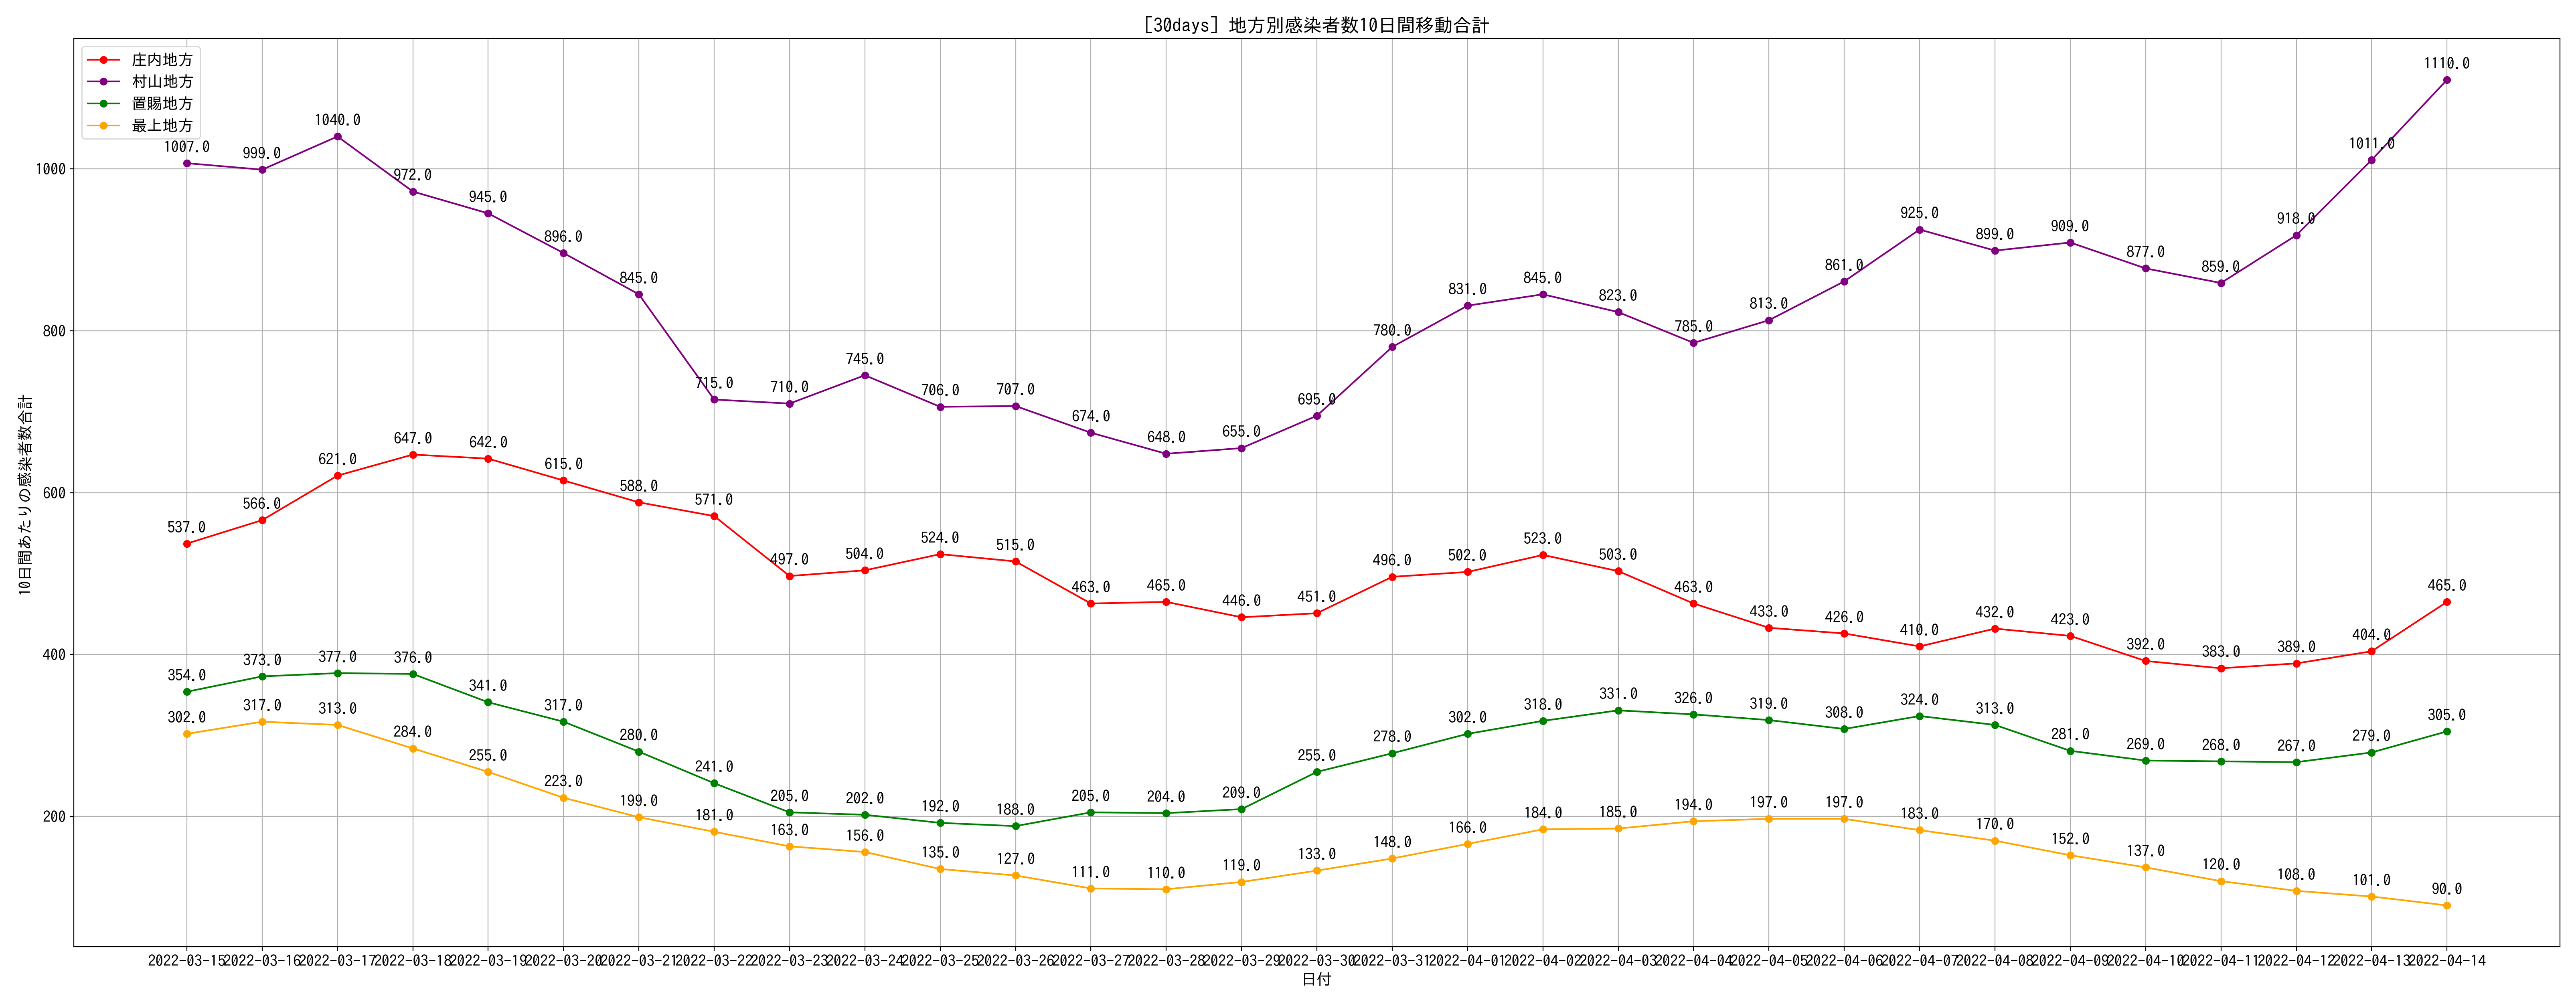 [30days] 地方別感染者数10日間移動合計
庄内地方
村山地方
置賜地方
最上地方
10日間あたりの感染者数合計
1000
800
600
400
200
1007.0 999.0 1040.0 972.0 945.0 896.0 845.0 715.0 710.0 745.0 706.0 707.0 674.0 648.0 655.0 695.0 780.0 831.0 845.0 823.0 785.0 813.0 861.0 925.0 899.0 909.0 877.0 859.0 918.0 1011.0 1110.0
537.0 566.0 621.0 647.0 642.0 615.0 588.0 571.0 497.0 504.0 524.0 515.0 463.0 465.0 446.0 451.0 496.0 502.0 523.0 503.0 463.0 433.0 426.0 410.0 432.0 423.0 392.0 383.0 389.0 404.0 465.0
354.0 373.0 377.0 376.0 341.0 317.0 280.0 241.0 205.0 202.0 192.0 188.0 205.0 204.0 209.0 255.0 278.0 302.0 318.0 331.0 326.0 319.0 308.0 324.0 313.0 281.0 269.0 268.0 267.0 279.0 305.0
302.0 317.0 313.0 284.0 255.0 223.0 199.0 181.0 163.0 156.0 135.0 127.0 111.0 110.0 119.0 133.0 148.0 166.0 184.0 185.0 194.0 197.0 197.0 183.0 170.0 152.0 137.0 120.0 108.0 101.0 90.0
2022-03-15 2022-03-16 2022-03-17 2022-03-18 2022-03-19 2022-03-20 2022-03-21 2022-03-22 2022-03-23 2022-03-24 2022-03-25 2022-03-26 2022-03-27 2022-03-28 2022-03-29 2022-03-30 2022-03-31 2022-04-01 2022-04-02 2022-04-03 2022-04-04 2022-04-05 2022-04-06 2022-04-07 2022-04-08 2022-04-09 2022-04-10 2022-04-11 2022-04-12 2022-04-13 2022-04-14
日付